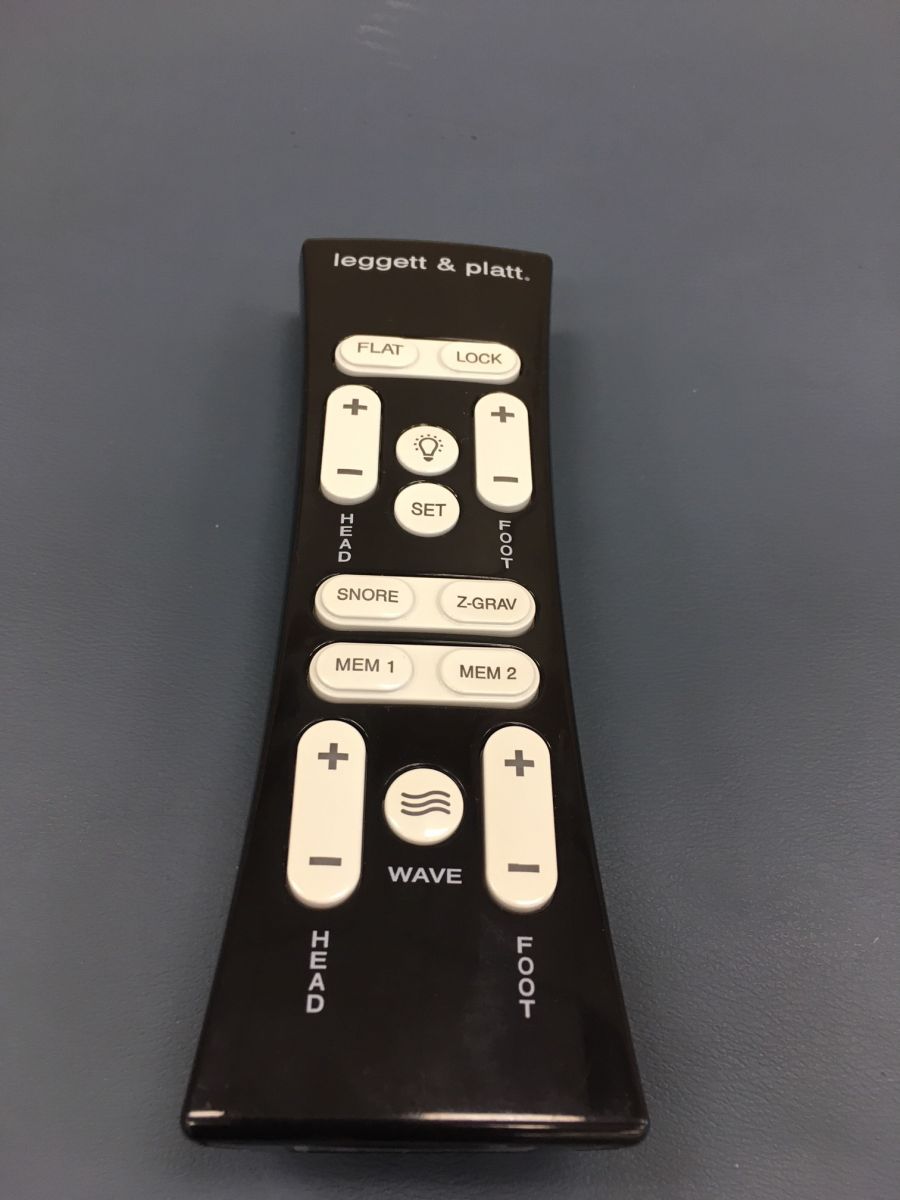 leggett & platt.
FLAT LOCK
+ +
− −
SET
HEAD FOOT
SNORE Z-GRAV
MEM 1 MEM 2
+ +
− −
WAVE
HEAD FOOT